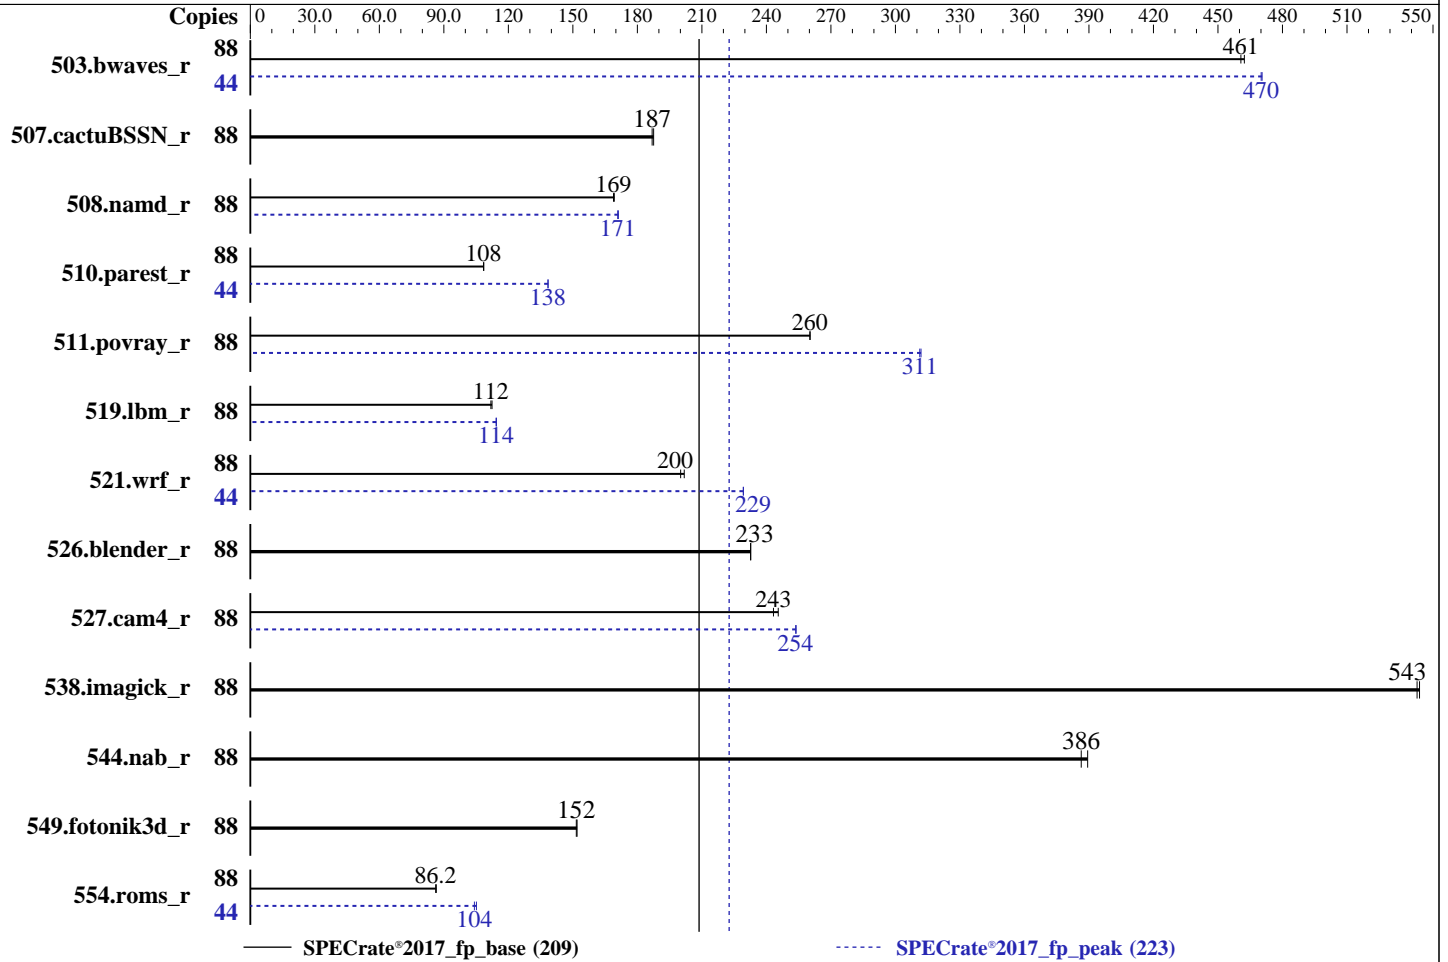 Copies 0 30.0 60.0 90.0 120 150 180 210 240 270 300 330 360 390 420 450 480 510 550
503.bwaves_r 88 461
44 470
507.cactuBSSN_r 88 187
508.namd_r 88 169
171
510.parest_r 88 108
44 138
511.povray_r 88 260
311
519.lbm_r 88 112
114
521.wrf_r 88 200
44 229
526.blender_r 88 233
527.cam4_r 88 243
254
538.imagick_r 88 543
544.nab_r 88 386
549.fotonik3d_r 88 152
554.roms_r 88 86.2
44 104
SPECrate®2017_fp_base (209) SPECrate®2017_fp_peak (223)